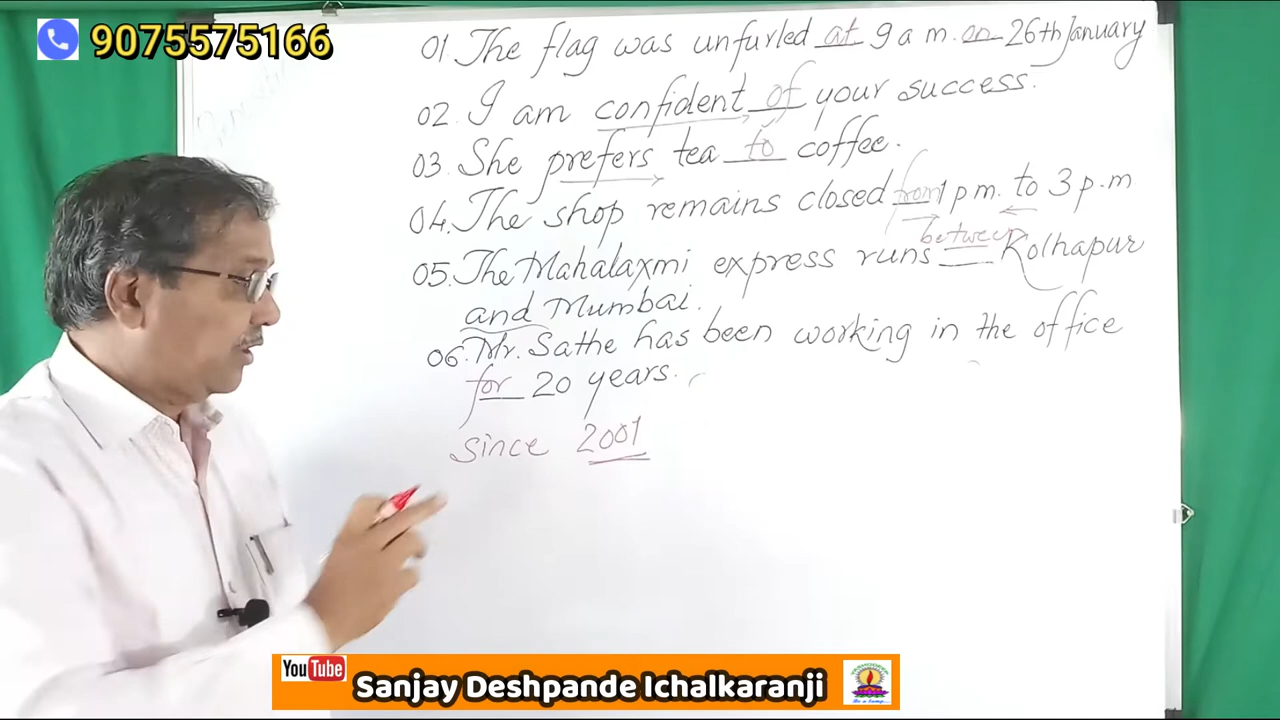 9075575166
01. The flag was unfurled at 9 a m. on 26th January
02. I am confident of your success.
03. She prefers tea to coffee.
04. The shop remains closed from 1 p m. to 3 p.m
between
05. The Mahalaxmi express runs Kolhapur
and Mumbai.
06. Mr. Sathe has been working in the office
for 20 years.
since 2001
YouTube
Sanjay Deshpande Ichalkaranji